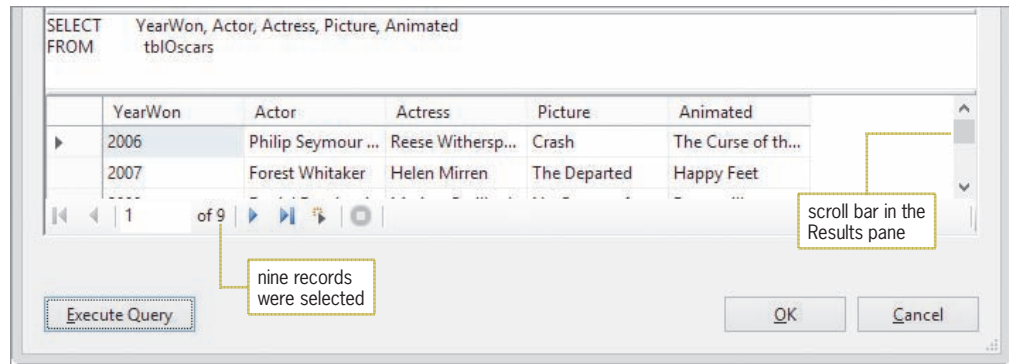 SELECT YearWon, Actor, Actress, Picture, Animated
FROM tblOscars
YearWon Actor Actress Picture Animated
2006 Philip Seymour ... Reese Withersp... Crash The Curse of th...
2007 Forest Whitaker Helen Mirren The Departed Happy Feet
1 of 9
scroll bar in the
Results pane
nine records
were selected
Execute Query OK Cancel